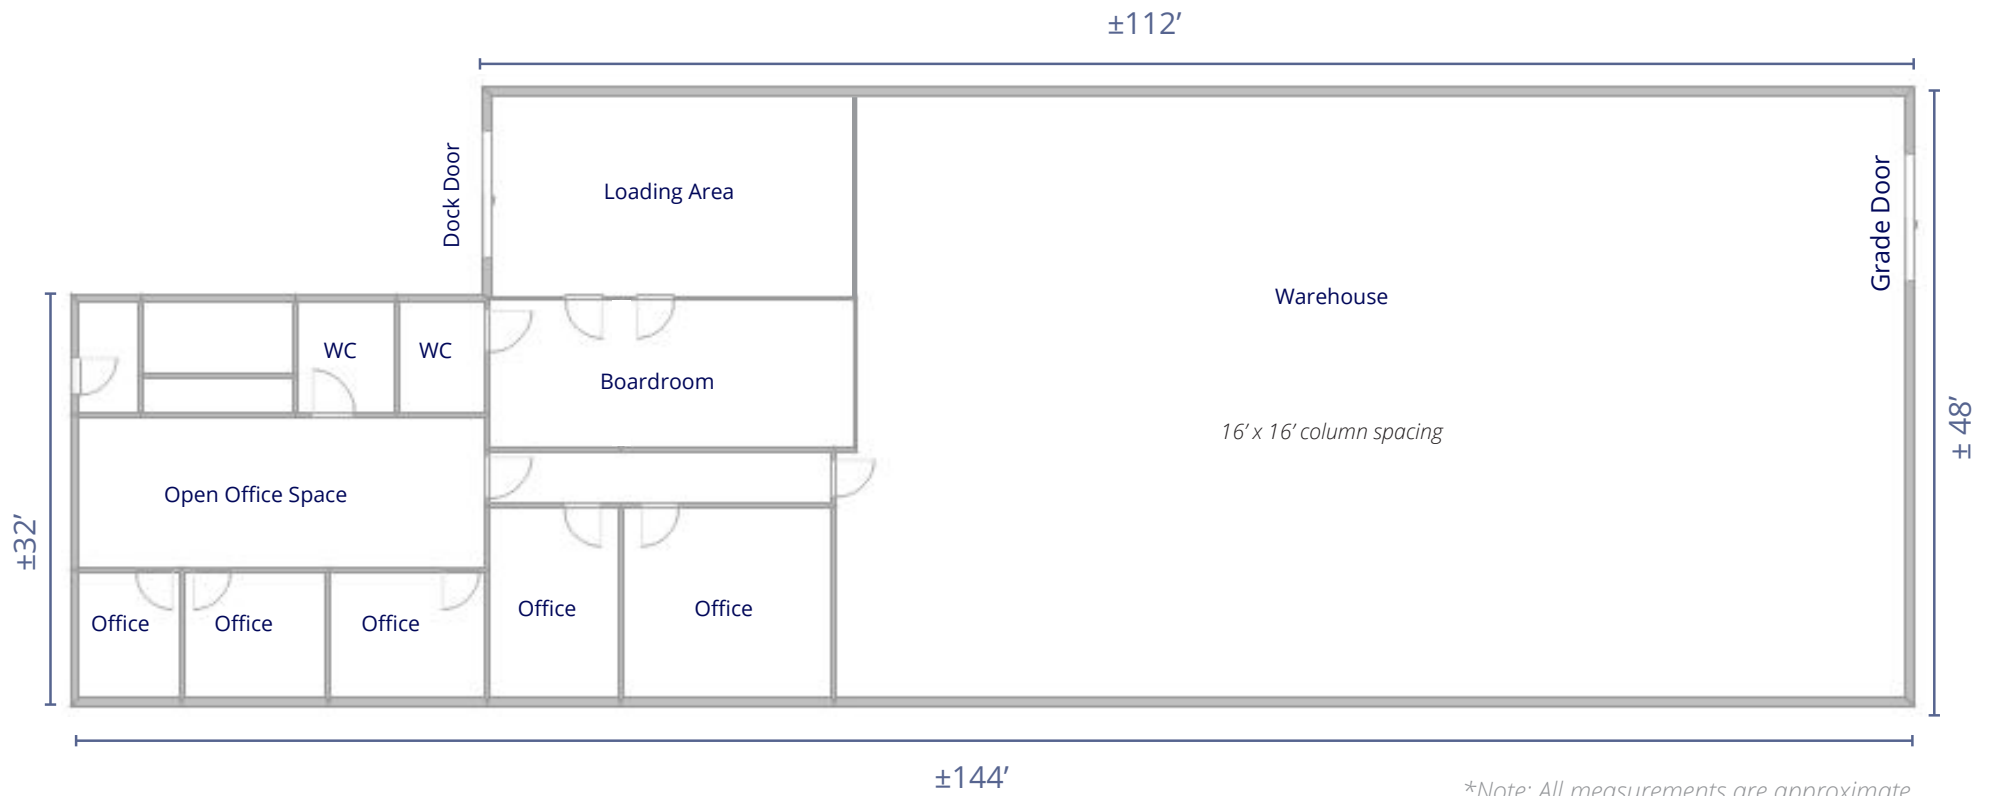 ±112’
Dock Door
Loading Area
Grade Door
Warehouse
WC
WC
Boardroom
± 48’
16’ x 16’ column spacing
Open Office Space
±32’
Office
Office
Office
Office
Office
±144’
*Note: All measurements are approximate